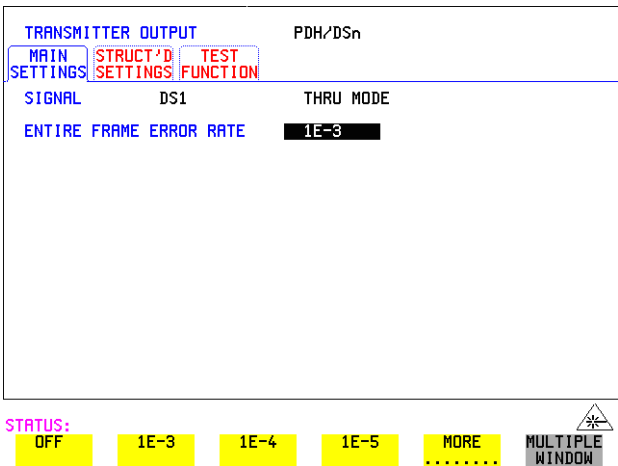 TRANSMITTER OUTPUT PDH/DSn
MAIN SETTINGS STRUCT'D SETTINGS TEST FUNCTION
SIGNAL DS1 THRU MODE
ENTIRE FRAME ERROR RATE 1E-3
STATUS:
OFF 1E-3 1E-4 1E-5 MORE ........ MULTIPLE WINDOW